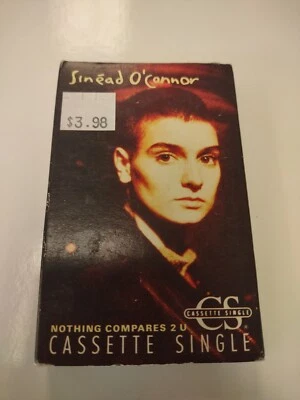 Sinéad O'Connor
$3.98
CS
CASSETTE SINGLE
NOTHING COMPARES 2 U
CASSETTE SINGLE